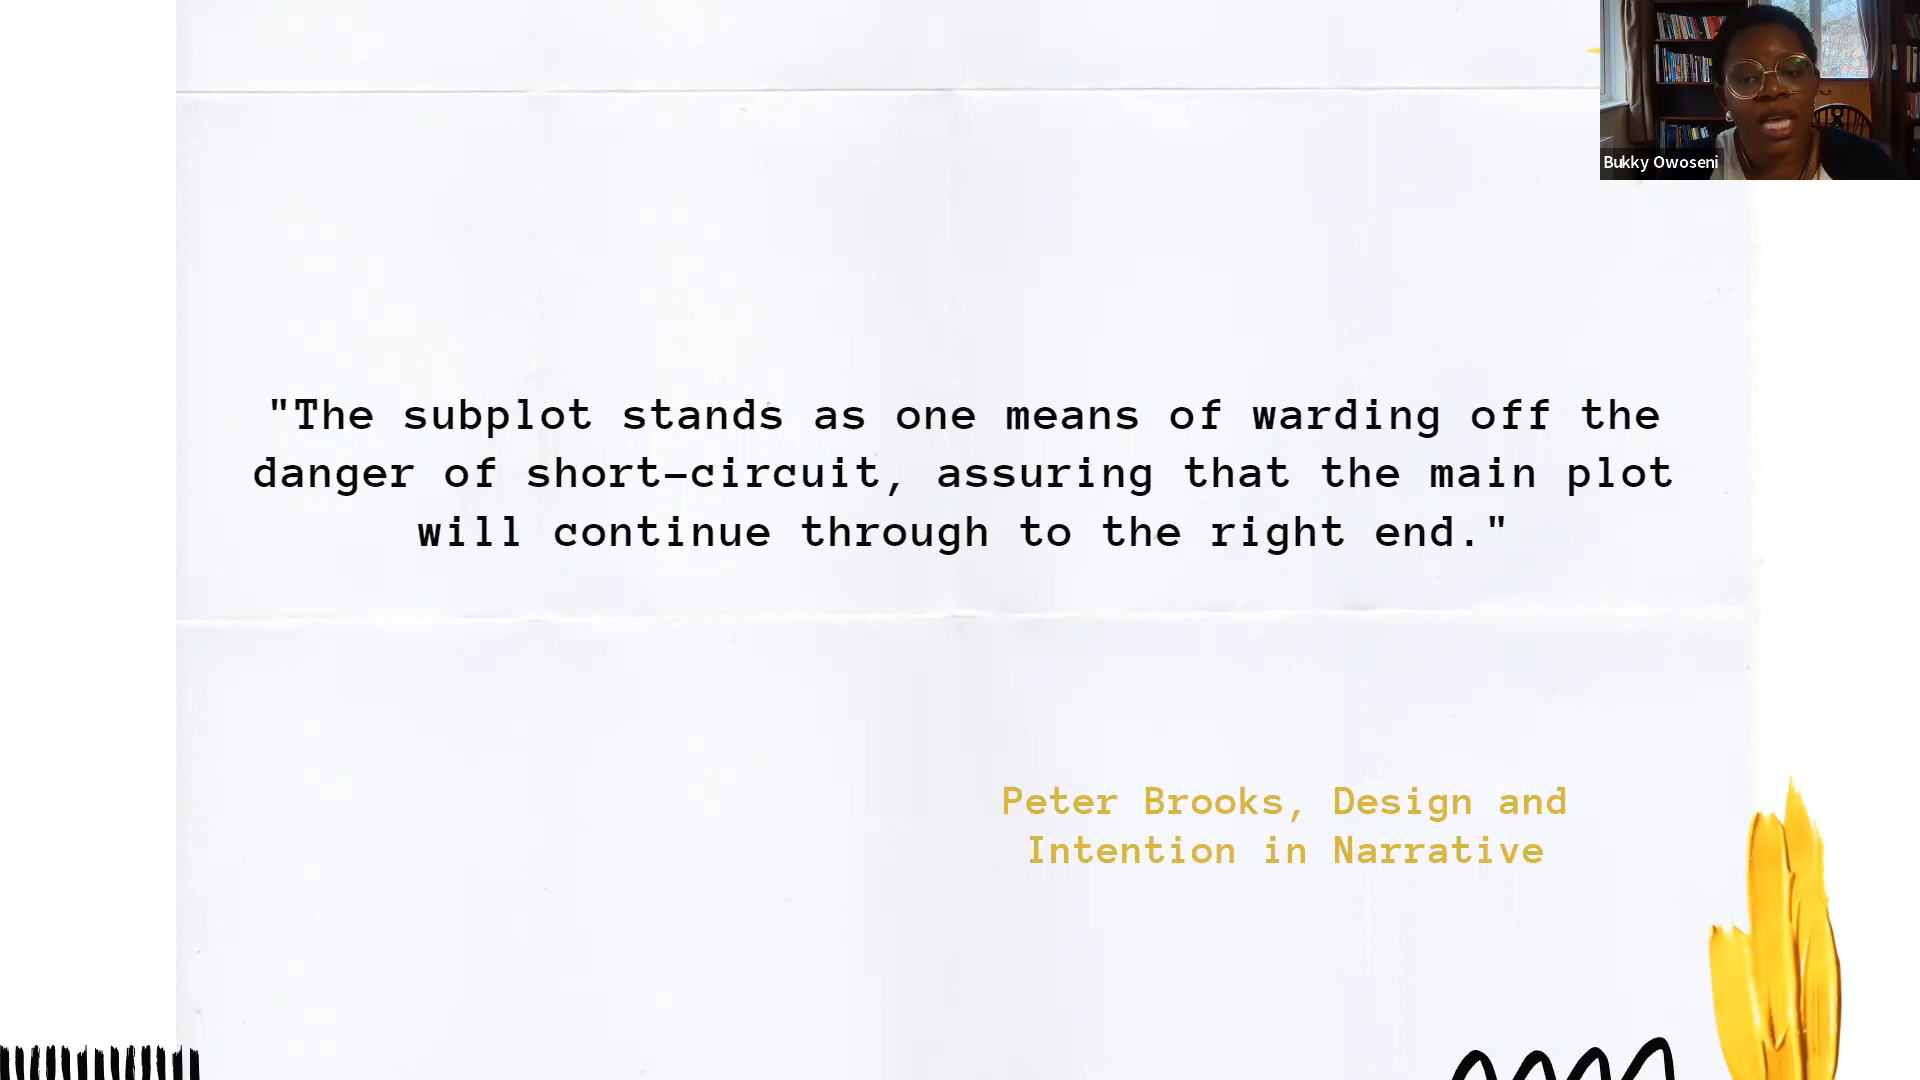 "The subplot stands as one means of warding off the
danger of short-circuit, assuring that the main plot
will continue through to the right end."
Peter Brooks, Design and
Intention in Narrative
Bukky Owoseni